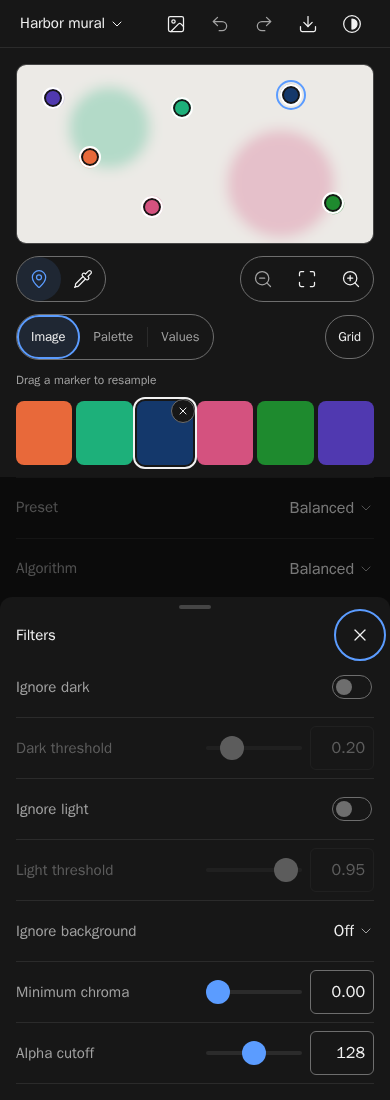 Harbor mural
Image Palette Values Grid
Drag a marker to resample
Preset Balanced
Algorithm Balanced
Filters
Ignore dark
Dark threshold 0.20
Ignore light
Light threshold 0.95
Ignore background Off
Minimum chroma 0.00
Alpha cutoff 128